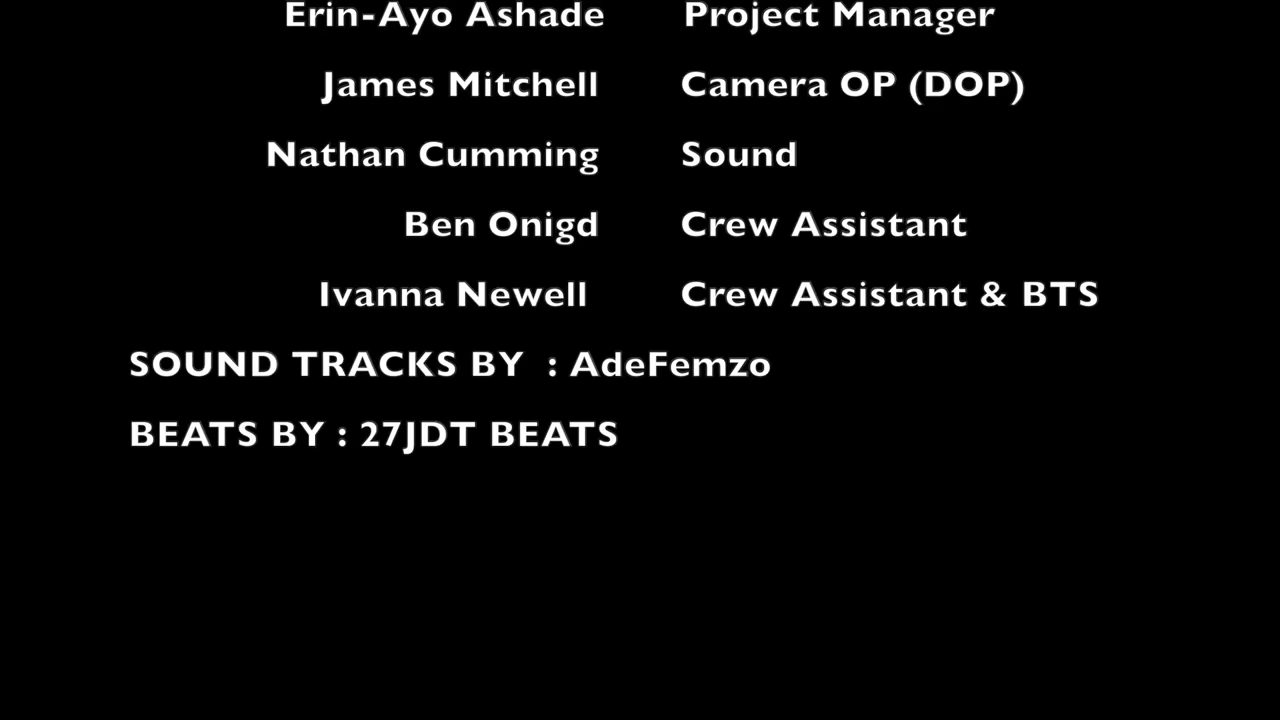 Erin-Ayo Ashade Project Manager
James Mitchell Camera OP (DOP)
Nathan Cumming Sound
Ben Onigd Crew Assistant
Ivanna Newell Crew Assistant & BTS
SOUND TRACKS BY : AdeFemzo
BEATS BY : 27JDT BEATS